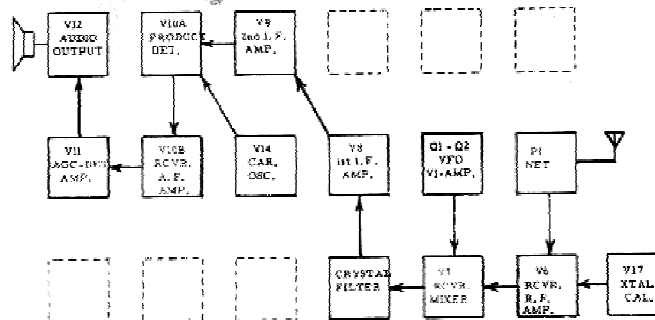 V12
AUDIO
OUTPUT
V10A
PRODUCT
DET.
V9
2nd I.F.
AMP.
V11
AGC-DET
AMP.
V10B
RCVR.
A.F.
AMP.
V14
CAR.
OSC.
V8
1st I.F.
AMP.
Q1 - Q2
VFO
V1-AMP.
PI
NET
CRYSTAL
FILTER
V7
RCVR.
MIXER
V6
RCVR.
R.F.
AMP.
V17
XTAL
CAL.